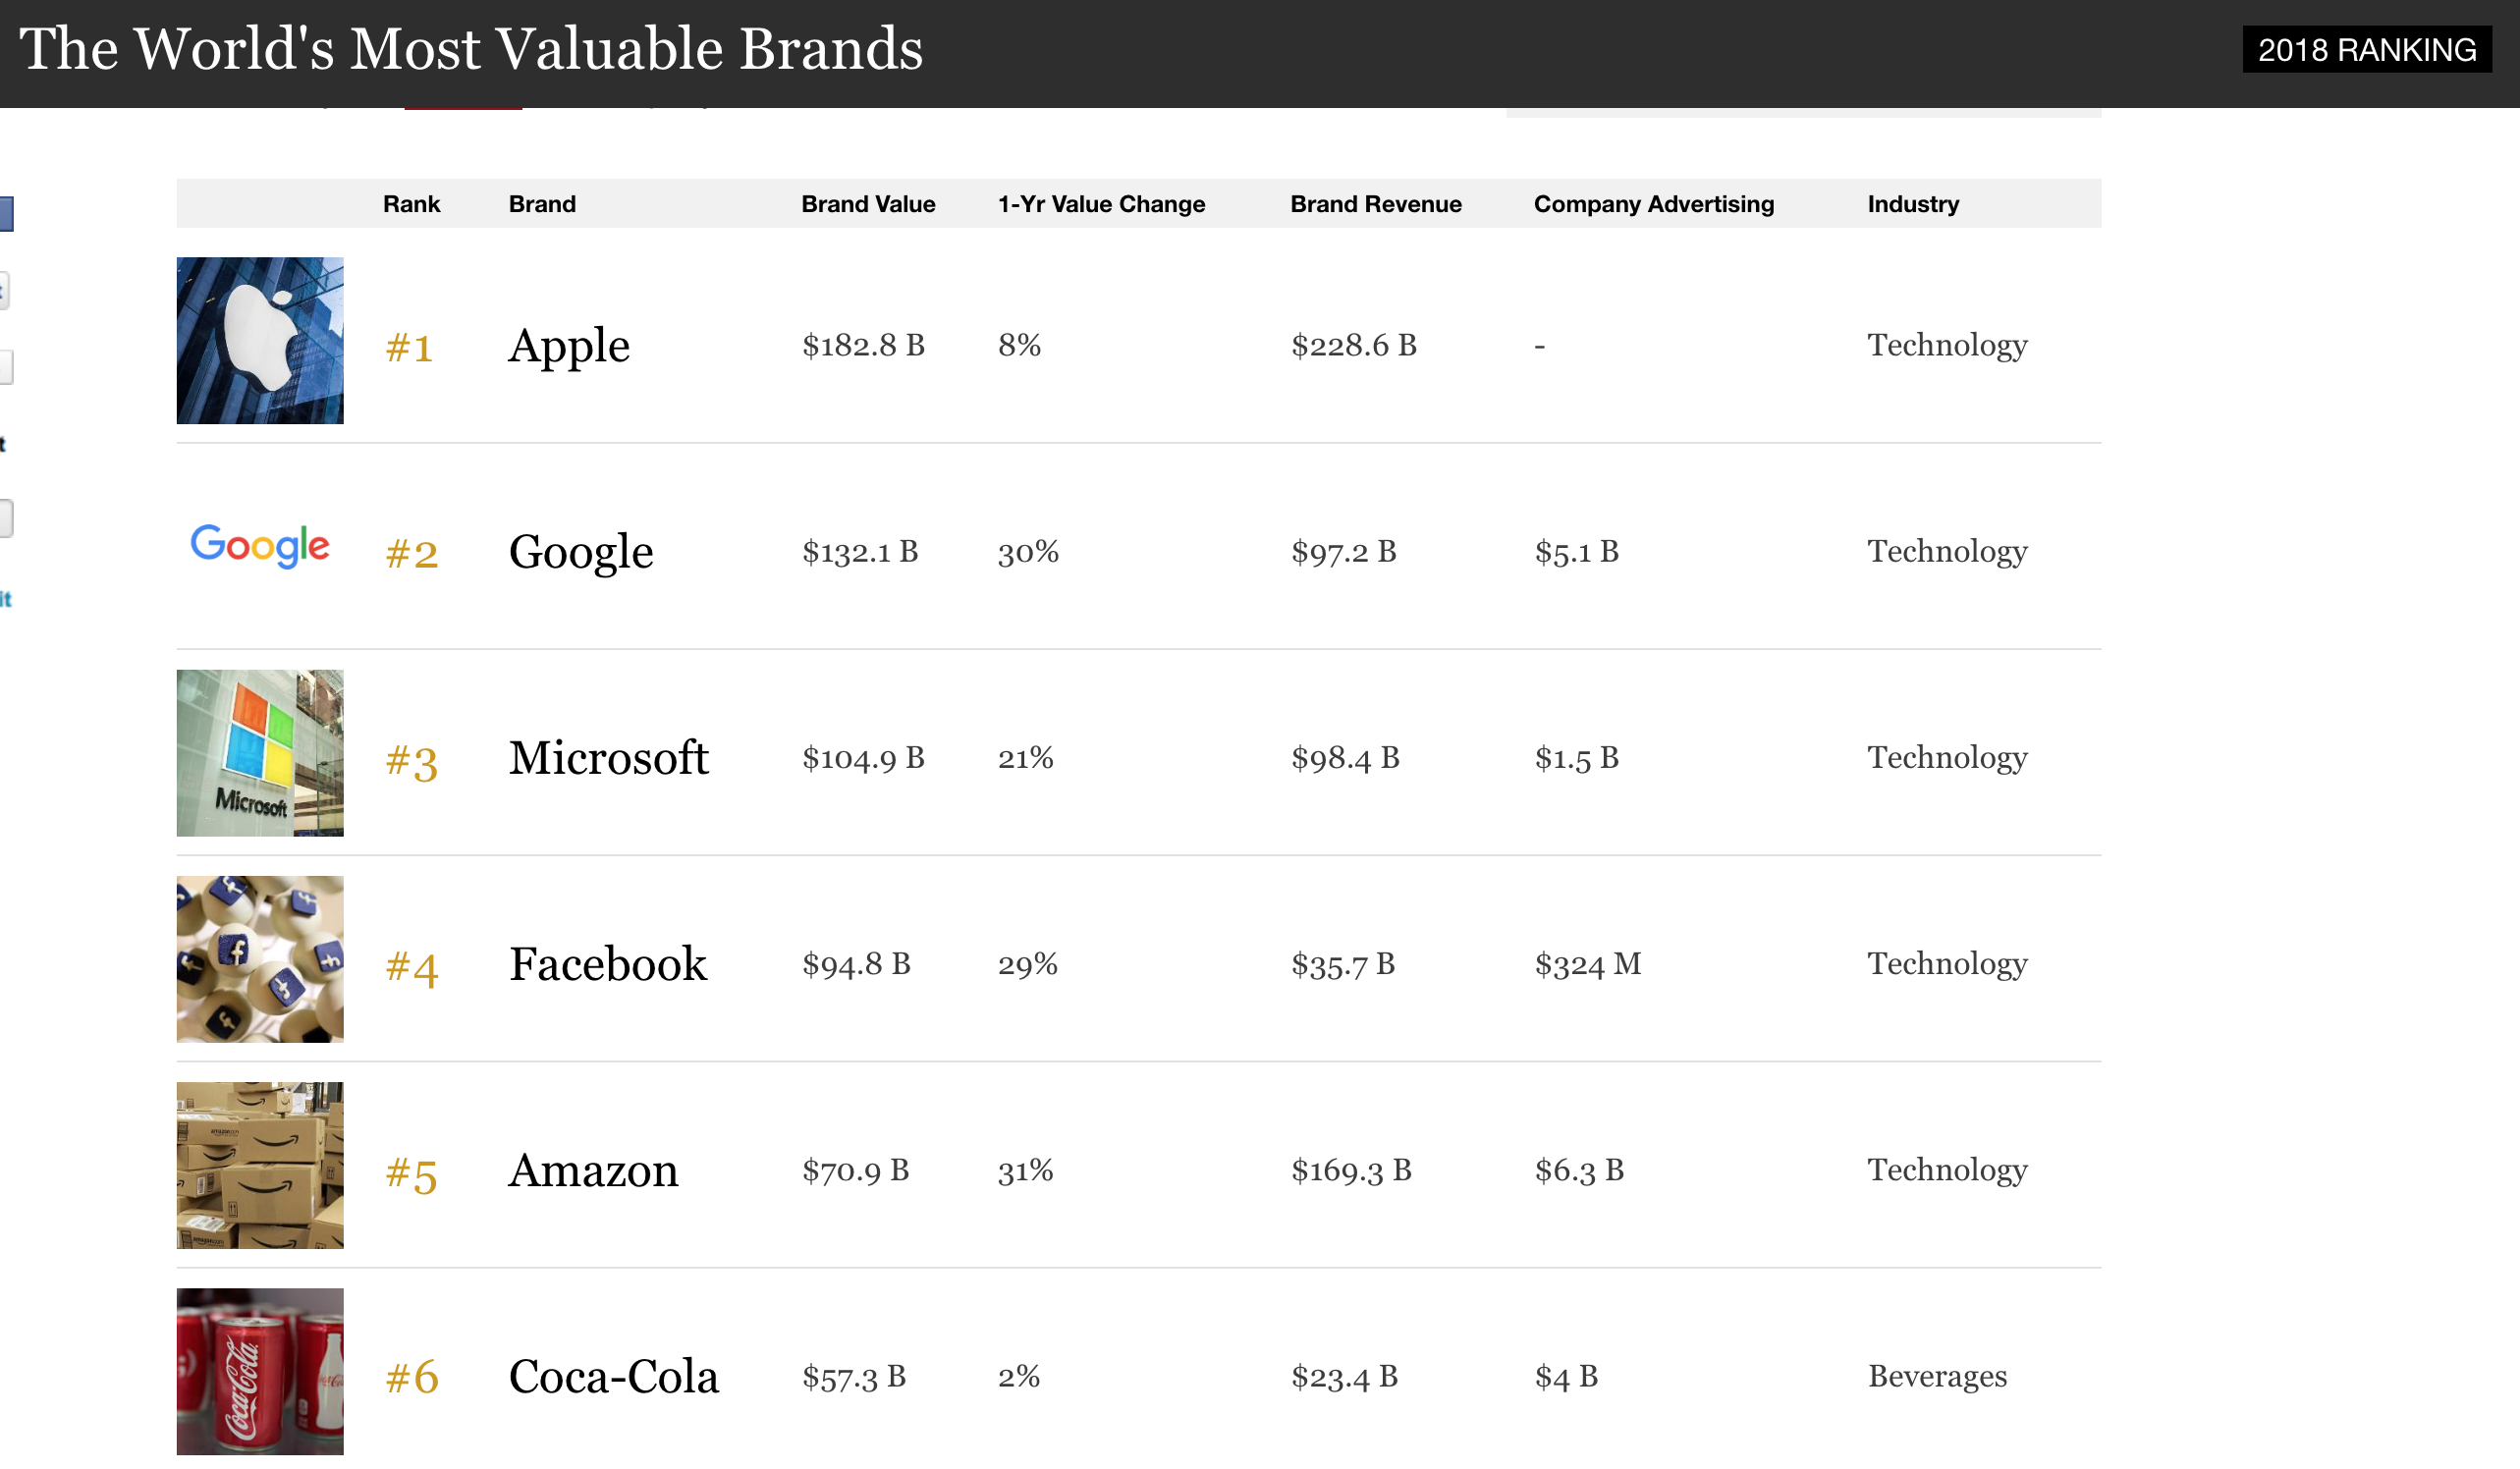 The World's Most Valuable Brands
2018 RANKING
Rank Brand Brand Value 1-Yr Value Change Brand Revenue Company Advertising Industry
#1 Apple $182.8 B 8% $228.6 B - Technology
Google #2 Google $132.1 B 30% $97.2 B $5.1 B Technology
#3 Microsoft $104.9 B 21% $98.4 B $1.5 B Technology
Microsoft
#4 Facebook $94.8 B 29% $35.7 B $324 M Technology
#5 Amazon $70.9 B 31% $169.3 B $6.3 B Technology
#6 Coca-Cola $57.3 B 2% $23.4 B $4 B Beverages
Coca-Cola